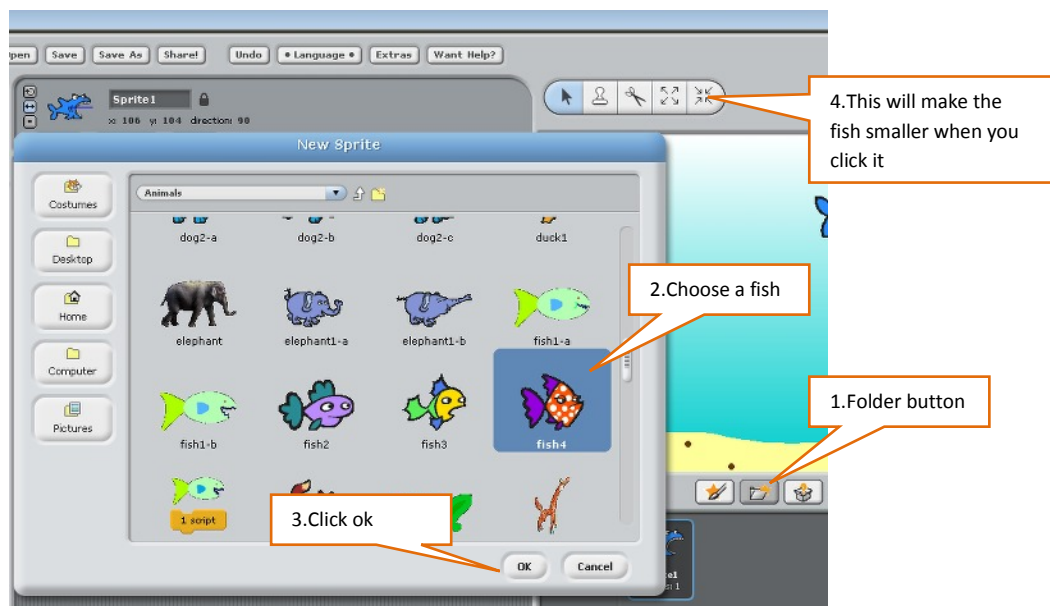 Save
Save As
Share!
Undo
• Language •
Extras
Want Help?
Sprite1
x: 106 y: 104 direction: 90
4.This will make the
fish smaller when you
click it
New Sprite
Costumes
Desktop
Home
Computer
Pictures
Animals
dog2-a
dog2-b
dog2-c
duck1
elephant
elephant1-a
elephant1-b
fish1-a
2.Choose a fish
fish1-b
fish2
fish3
fish4
1.Folder button
1 script
3.Click ok
OK
Cancel